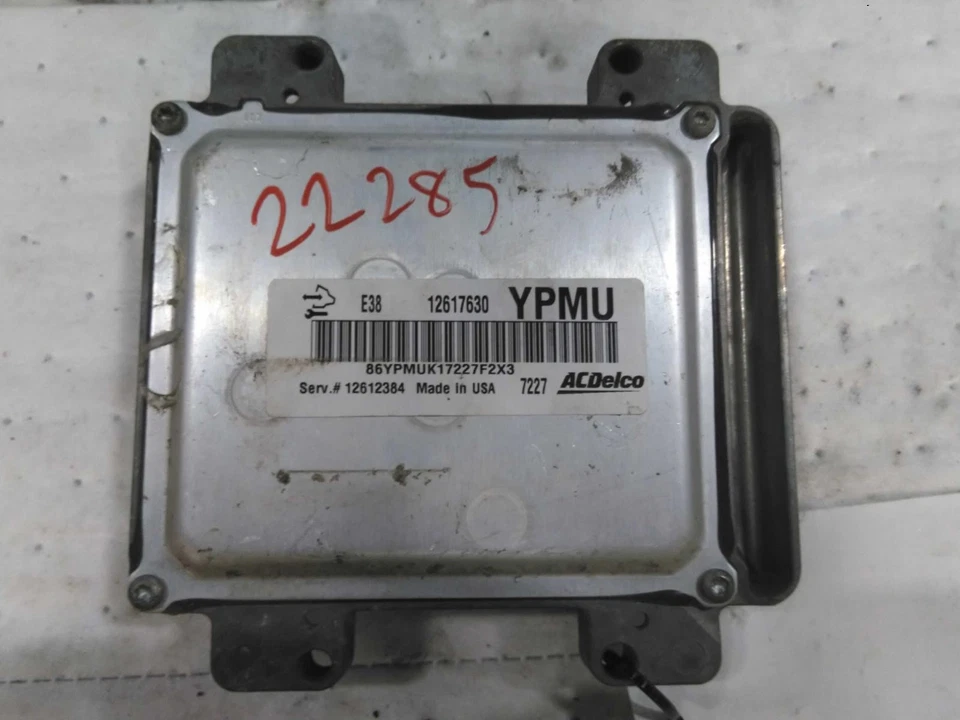 22285
E38 12617630 YPMU
86YPMUK17227F2X3
Serv.# 12612384 Made in USA 7227 ACDelco